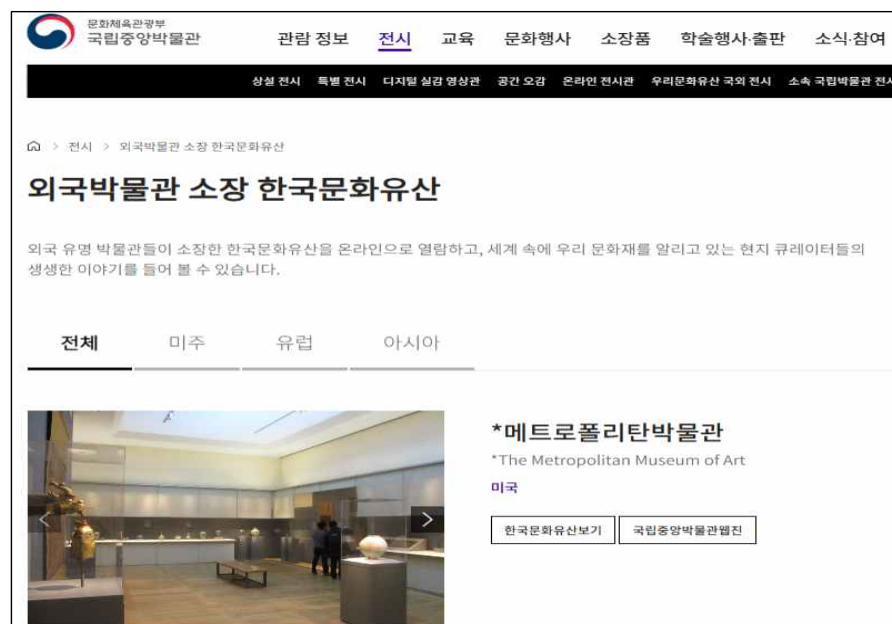 문화체육관광부
국립중앙박물관
관람 정보 전시 교육 문화행사 소장품 학술행사·출판 소식·참여
상설 전시 특별 전시 디지털 실감 영상관 공간 오감 온라인 전시관 우리문화유산 국외 전시 소속 국립박물관 전시
> 전시 > 외국박물관 소장 한국문화유산
외국박물관 소장 한국문화유산
외국 유명 박물관들이 소장한 한국문화유산을 온라인으로 열람하고, 세계 속에 우리 문화재를 알리고 있는 현지 큐레이터들의
생생한 이야기를 들어 볼 수 있습니다.
전체 미주 유럽 아시아
*메트로폴리탄박물관
*The Metropolitan Museum of Art
미국
한국문화유산보기 국립중앙박물관웹진